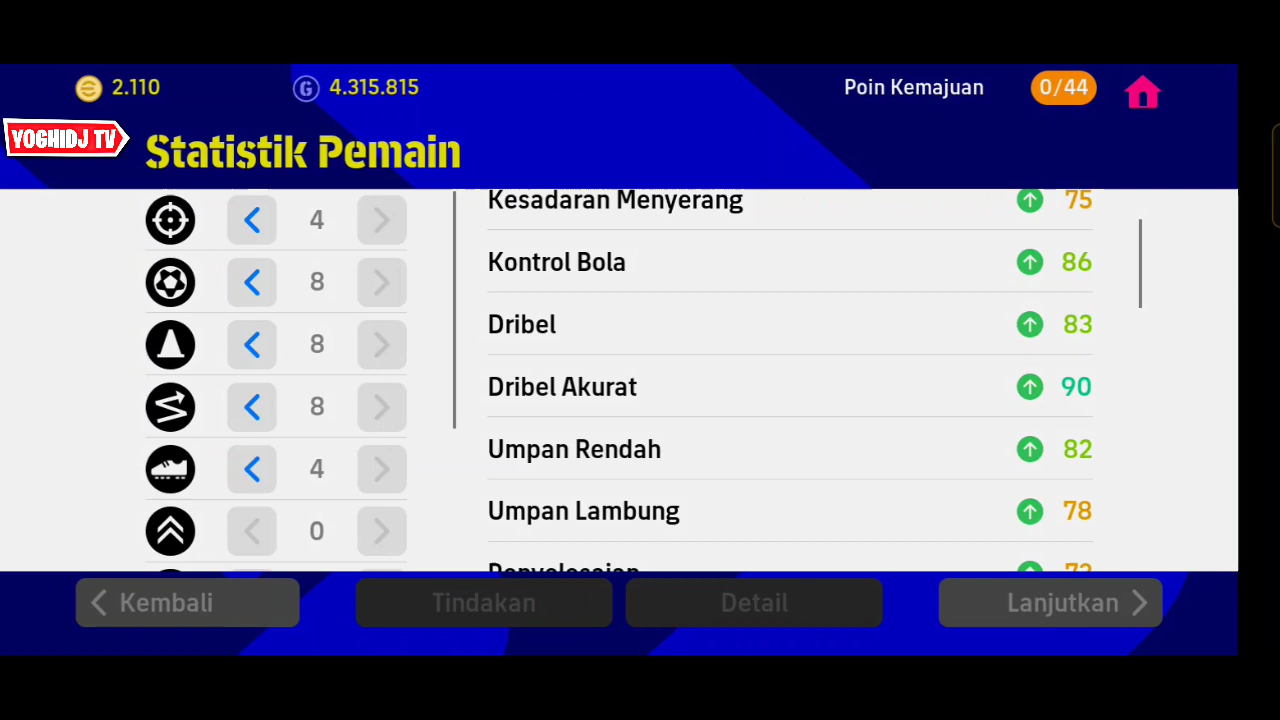 2.110
4.315.815
Poin Kemajuan
0/44
YOGHIDJ TV
Statistik Pemain
4
Kesadaran Menyerang 75
8
Kontrol Bola 86
8
Dribel 83
8
Dribel Akurat 90
4
Umpan Rendah 82
0
Umpan Lambung 78
Penyelesaian 72
Kembali
Tindakan
Detail
Lanjutkan